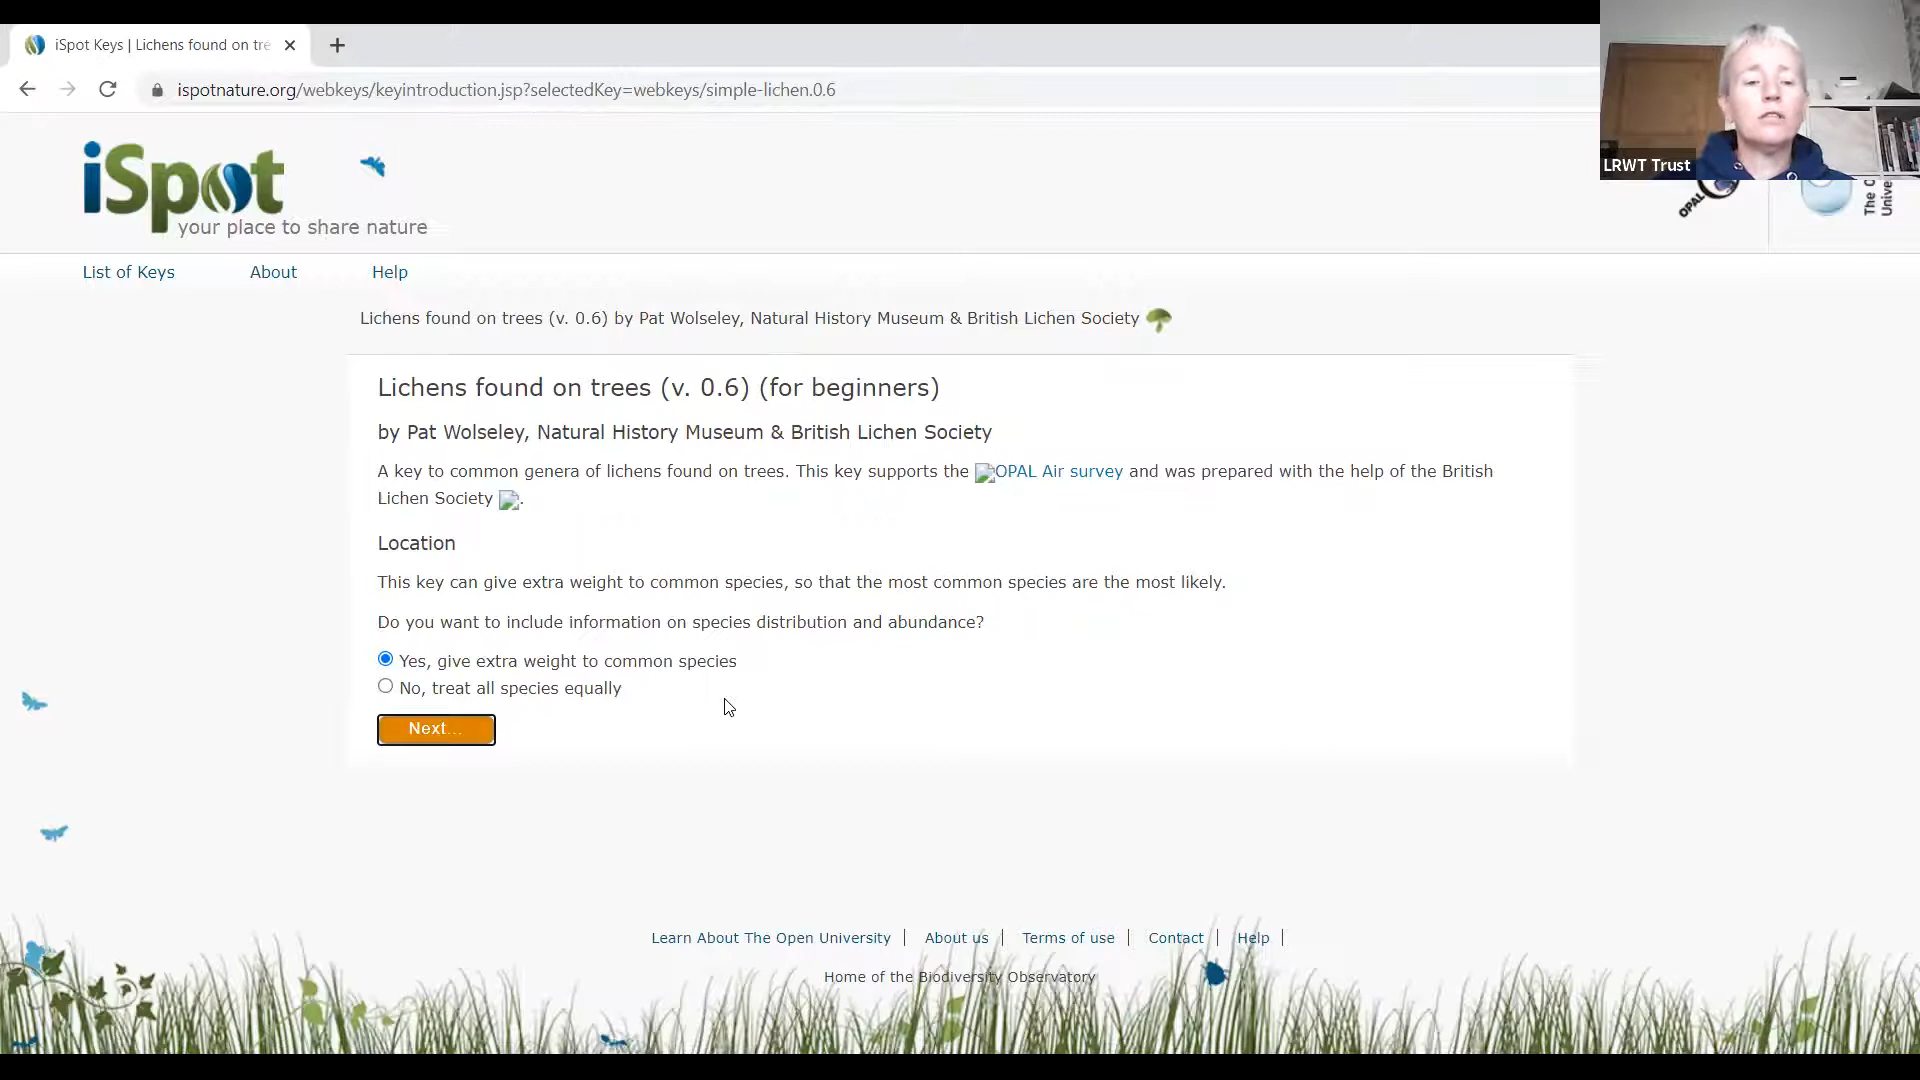 iSpot Keys | Lichens found on tre
ispotnature.org/webkeys/keyintroduction.jsp?selectedKey=webkeys/simple-lichen.0.6
LRWT Trust
iSpot
your place to share nature
OPAL
The O
Unive
List of Keys About Help
Lichens found on trees (v. 0.6) by Pat Wolseley, Natural History Museum & British Lichen Society
Lichens found on trees (v. 0.6) (for beginners)
by Pat Wolseley, Natural History Museum & British Lichen Society
A key to common genera of lichens found on trees. This key supports the OPAL Air survey and was prepared with the help of the British
Lichen Society .
Location
This key can give extra weight to common species, so that the most common species are the most likely.
Do you want to include information on species distribution and abundance?
Yes, give extra weight to common species
No, treat all species equally
Next...
Learn About The Open University | About us | Terms of use | Contact | Help |
Home of the Biodiversity Observatory